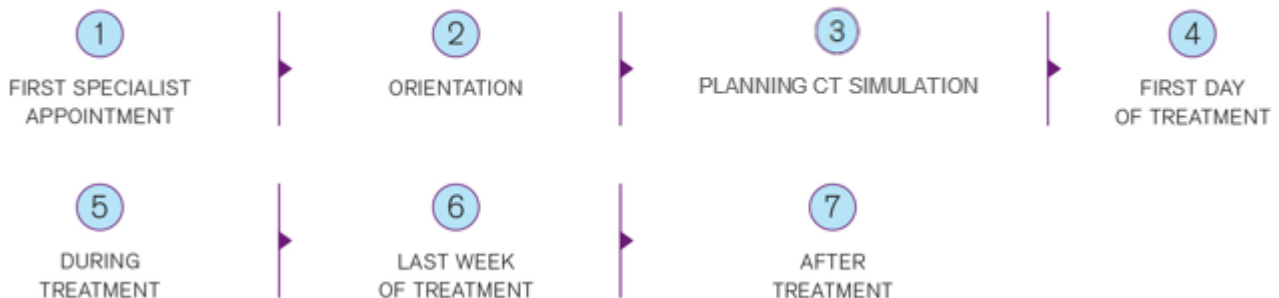 1
FIRST SPECIALIST
APPOINTMENT
2
ORIENTATION
3
PLANNING CT SIMULATION
4
FIRST DAY
OF TREATMENT
5
DURING
TREATMENT
6
LAST WEEK
OF TREATMENT
7
AFTER
TREATMENT